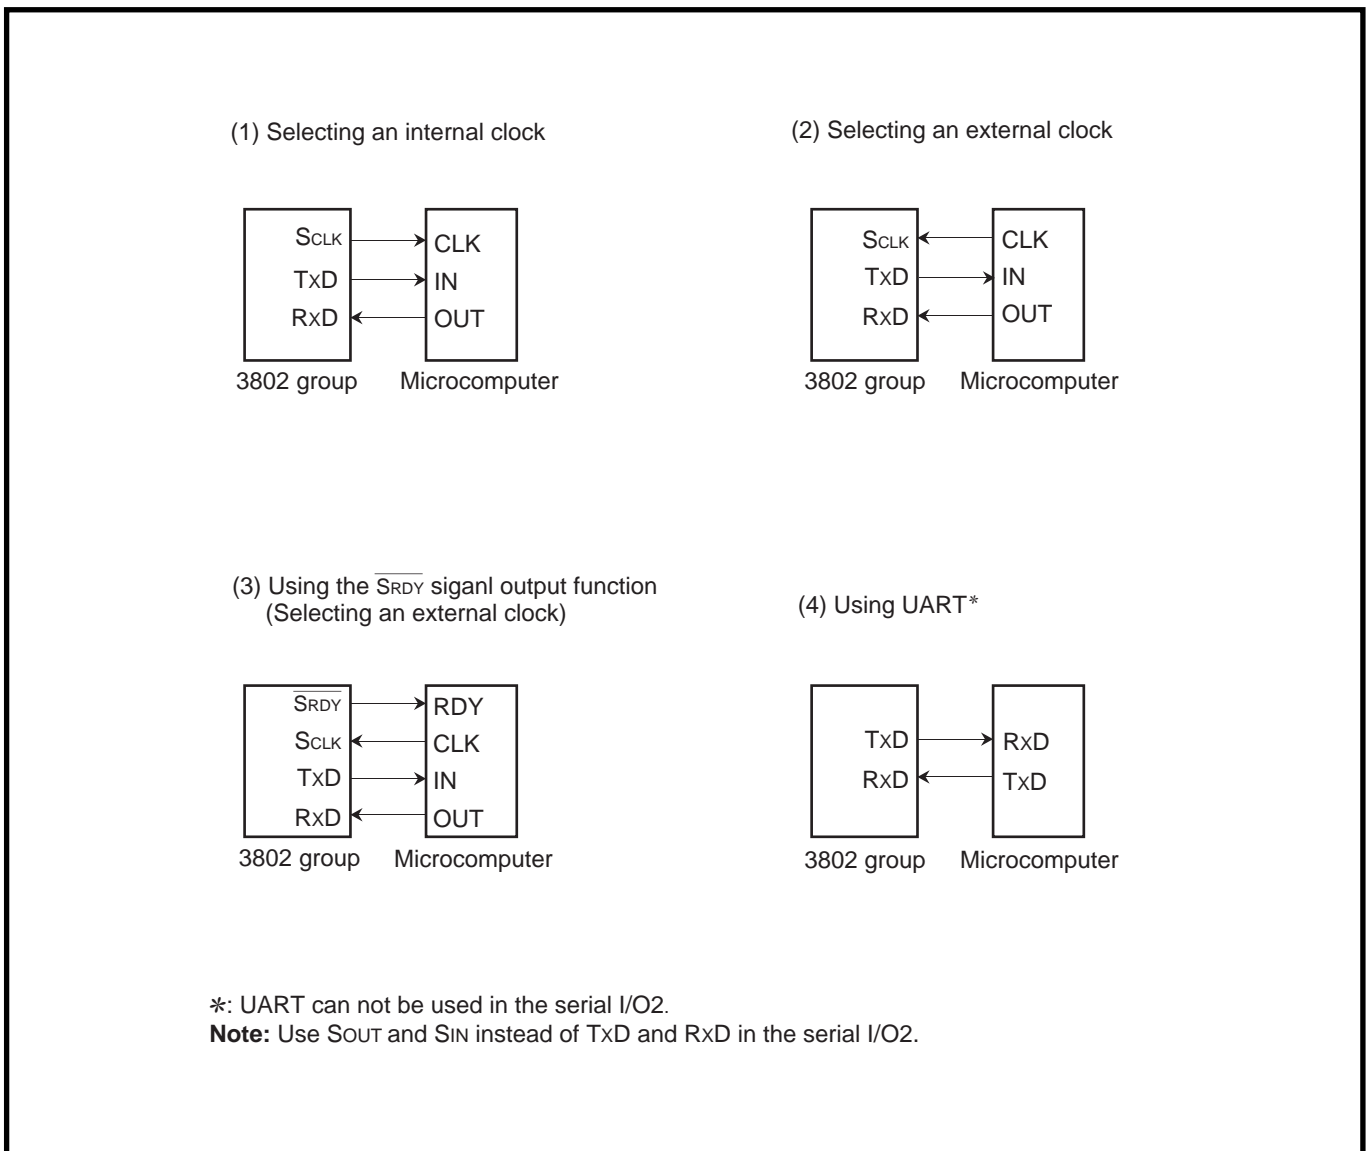 (1) Selecting an internal clock
SCLK CLK
TXD IN
RXD OUT
3802 group Microcomputer
(2) Selecting an external clock
SCLK CLK
TXD IN
RXD OUT
3802 group Microcomputer
(3) Using the S̅R̅D̅Y̅ siganl output function
(Selecting an external clock)
S̅R̅D̅Y̅ RDY
SCLK CLK
TXD IN
RXD OUT
3802 group Microcomputer
(4) Using UART*
TXD RXD
RXD TXD
3802 group Microcomputer
*: UART can not be used in the serial I/O2.
Note: Use SOUT and SIN instead of TXD and RXD in the serial I/O2.